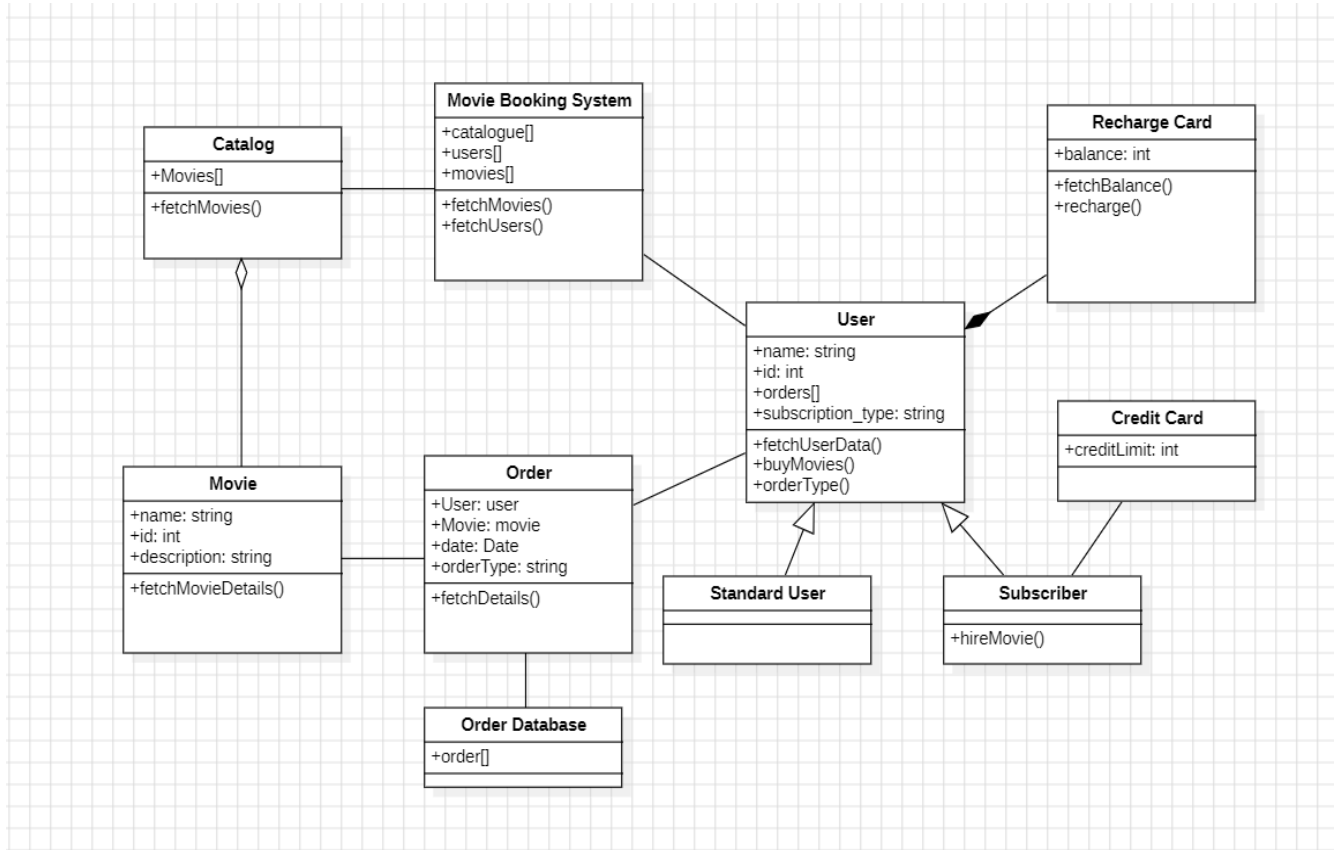 Movie Booking System
+catalogue[]
+users[]
+movies[]
+fetchMovies()
+fetchUsers()
Catalog
+Movies[]
+fetchMovies()
Recharge Card
+balance: int
+fetchBalance()
+recharge()
User
+name: string
+id: int
+orders[]
+subscription_type: string
+fetchUserData()
+buyMovies()
+orderType()
Credit Card
+creditLimit: int
Movie
+name: string
+id: int
+description: string
+fetchMovieDetails()
Order
+User: user
+Movie: movie
+date: Date
+orderType: string
+fetchDetails()
Standard User
Subscriber
+hireMovie()
Order Database
+order[]